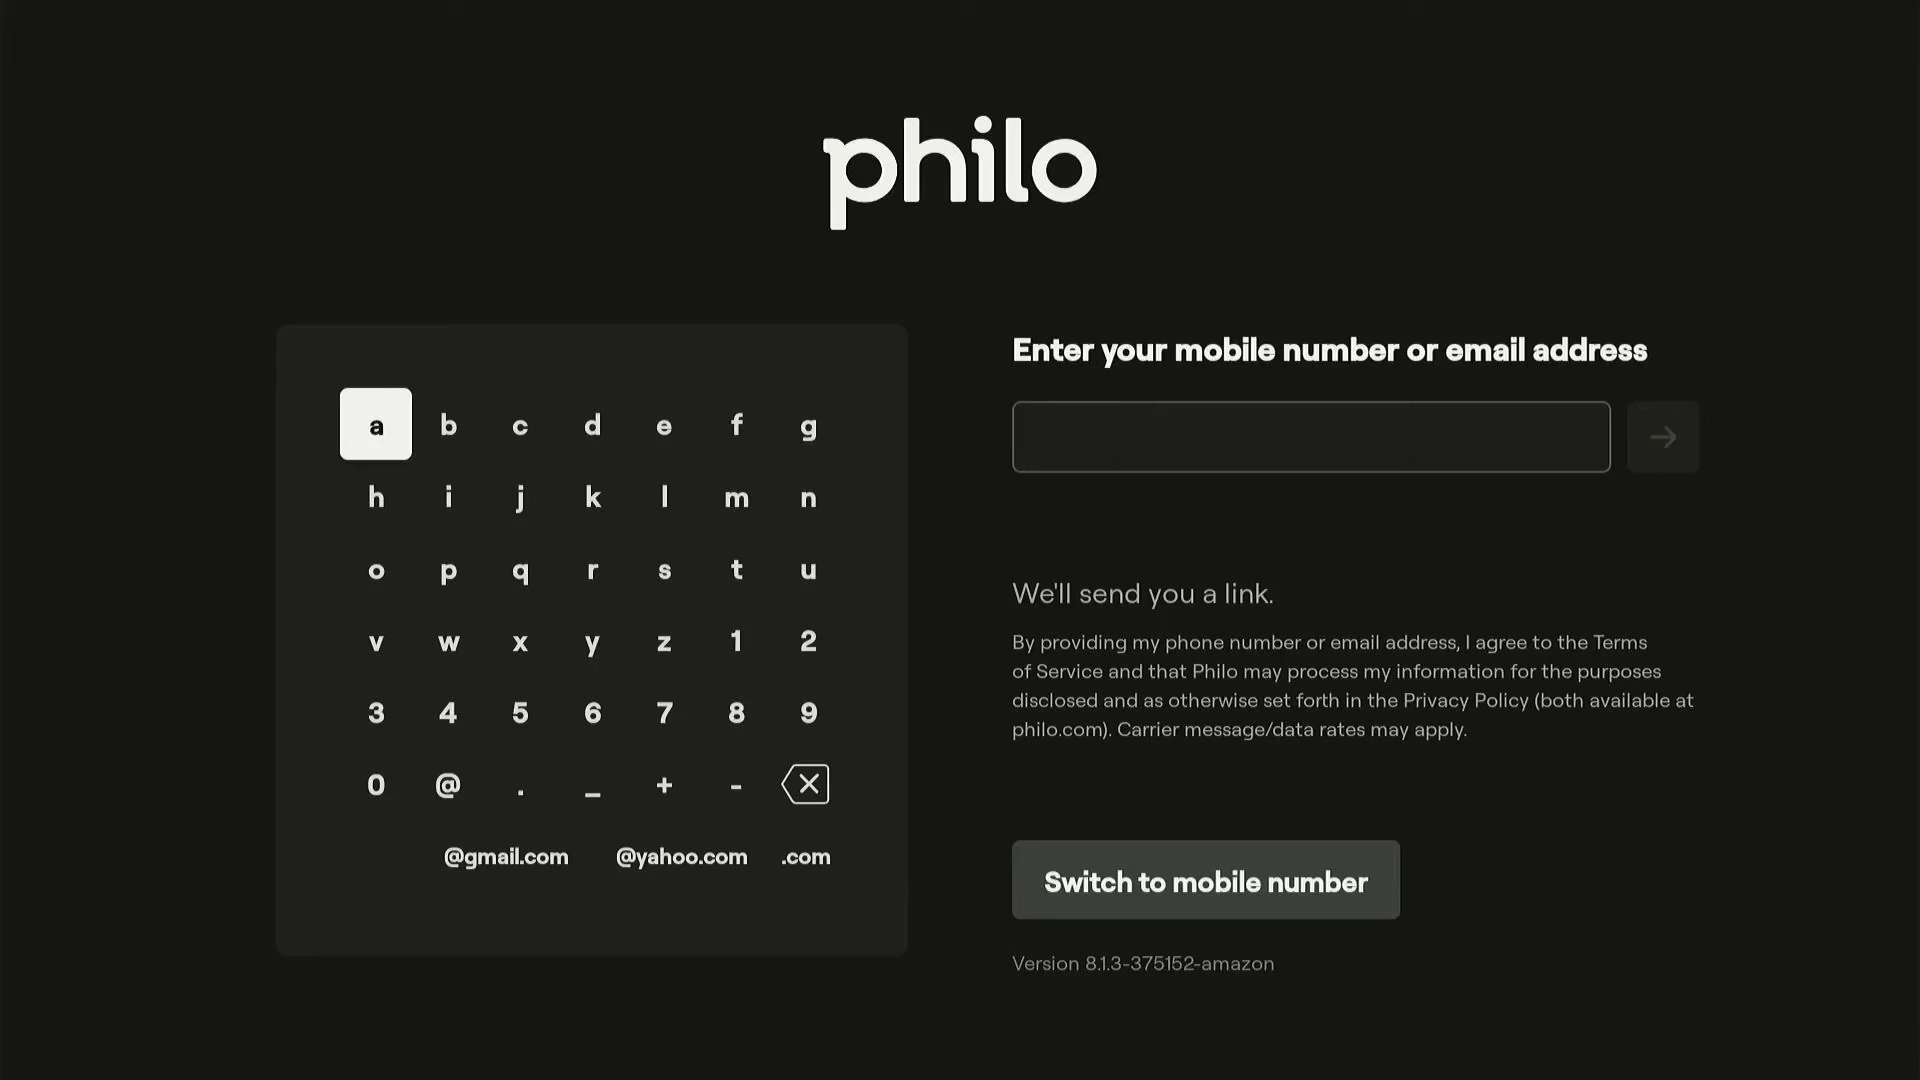 philo
a b c d e f g
h i j k l m n
o p q r s t u
v w x y z 1 2
3 4 5 6 7 8 9
0 @ . _ + -
@gmail.com @yahoo.com .com
Enter your mobile number or email address
We'll send you a link.
By providing my phone number or email address, I agree to the Terms
of Service and that Philo may process my information for the purposes
disclosed and as otherwise set forth in the Privacy Policy (both available at
philo.com). Carrier message/data rates may apply.
Switch to mobile number
Version 8.1.3-375152-amazon